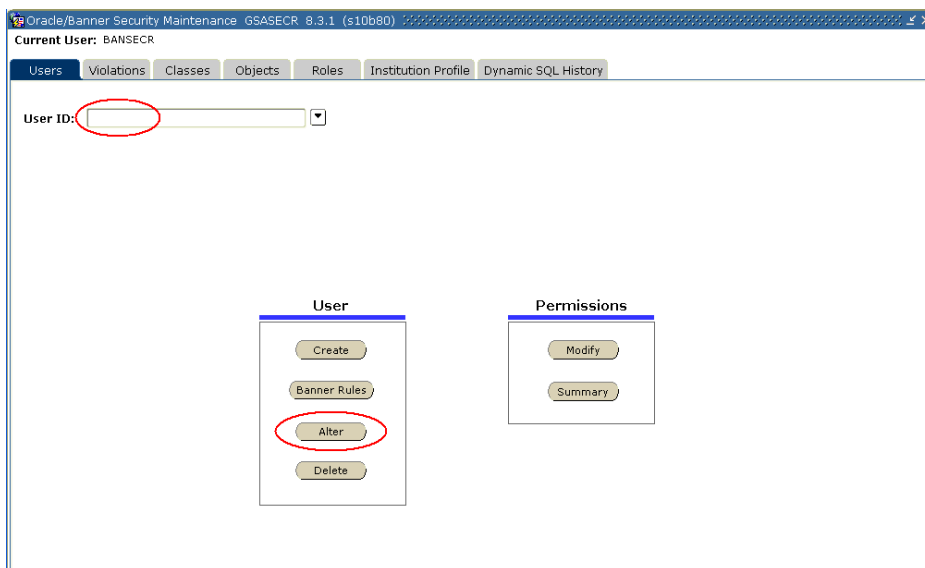 Oracle/Banner Security Maintenance GSASECR 8.3.1 (s10b80)
Current User: BANSECR
Users Violations Classes Objects Roles Institution Profile Dynamic SQL History
User ID:
User Permissions
Create Modify
Banner Rules Summary
Alter
Delete